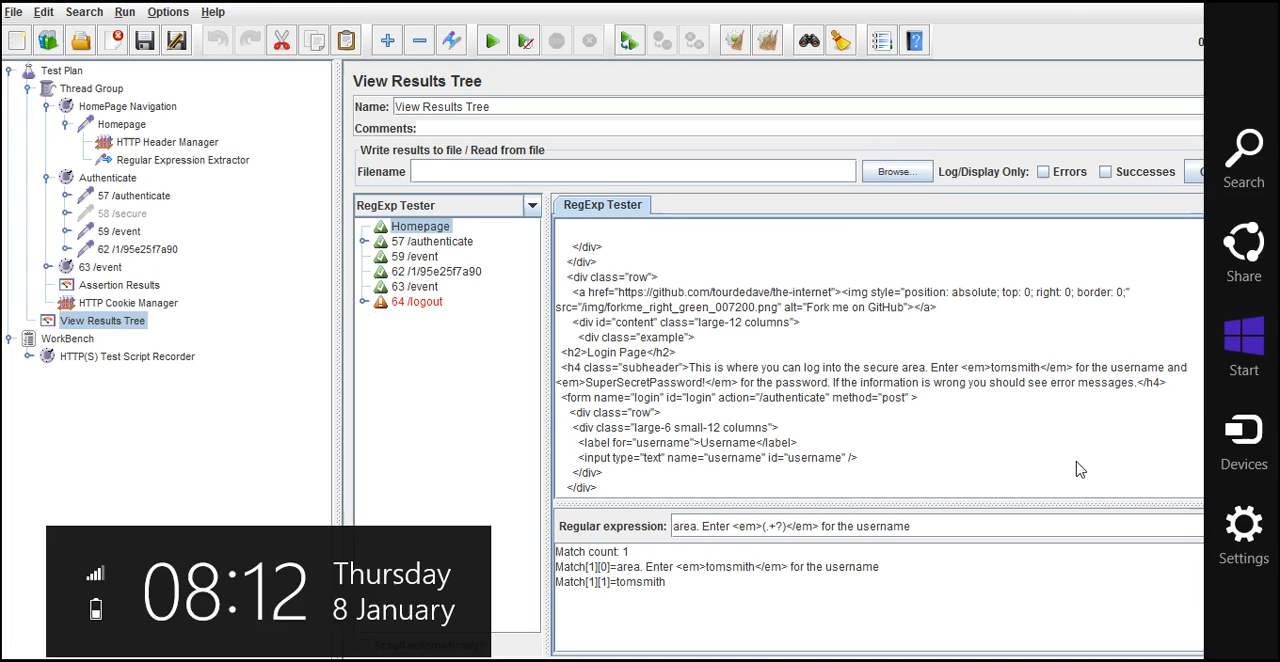 File Edit Search Run Options Help
Test Plan
Thread Group
HomePage Navigation
Homepage
HTTP Header Manager
Regular Expression Extractor
Authenticate
57 /authenticate
58 /secure
59 /event
62 /1/95e25f7a90
63 /event
Assertion Results
HTTP Cookie Manager
View Results Tree
WorkBench
HTTP(S) Test Script Recorder
View Results Tree
Name: View Results Tree
Comments:
Write results to file / Read from file
Filename Browse... Log/Display Only: Errors Successes
RegExp Tester
Homepage
57 /authenticate
59 /event
62 /1/95e25f7a90
63 /event
64 /logout
RegExp Tester
</div>
</div>
<div class="row">
<a href="https://github.com/tourdedave/the-internet"><img style="position: absolute; top: 0; right: 0; border: 0;"
src="/img/forkme_right_green_007200.png" alt="Fork me on GitHub"></a>
<div id="content" class="large-12 columns">
<div class="example">
<h2>Login Page</h2>
<h4 class="subheader">This is where you can log into the secure area. Enter <em>tomsmith</em> for the username and
<em>SuperSecretPassword!</em> for the password. If the information is wrong you should see error messages.</h4>
<form name="login" id="login" action="/authenticate" method="post" >
<div class="row">
<div class="large-6 small-12 columns">
<label for="username">Username</label>
<input type="text" name="username" id="username" />
</div>
</div>
Regular expression: area. Enter <em>(.+?)</em> for the username
Match count: 1
Match[1][0]=area. Enter <em>tomsmith</em> for the username
Match[1][1]=tomsmith
Scroll automatically?
08:12
Thursday
8 January
Search
Share
Start
Devices
Settings